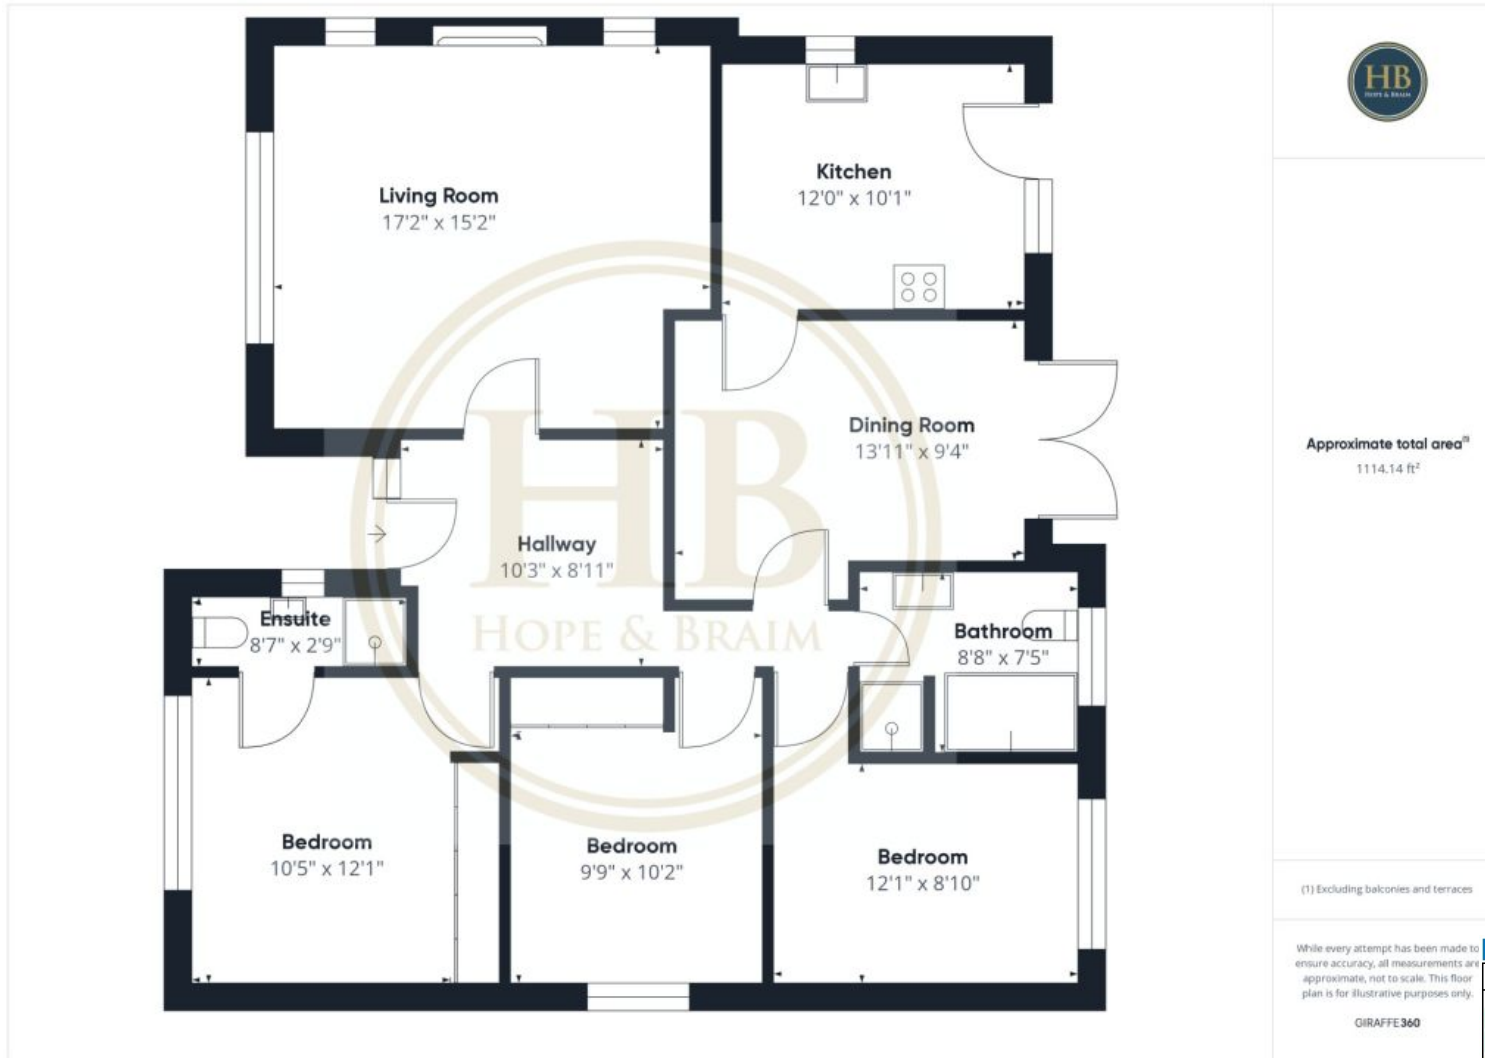 HB
HOPE & BRAIM
Living Room
17'2" x 15'2"
Kitchen
12'0" x 10'1"
Dining Room
13'11" x 9'4"
Hallway
10'3" x 8'11"
HB
HOPE & BRAIM
Ensuite
8'7" x 2'9"
Bathroom
8'8" x 7'5"
Bedroom
10'5" x 12'1"
Bedroom
9'9" x 10'2"
Bedroom
12'1" x 8'10"
Approximate total area(1)
1114.14 ft²
(1) Excluding balconies and terraces
While every attempt has been made to
ensure accuracy, all measurements are
approximate, not to scale. This floor
plan is for illustrative purposes only.
GIRAFFE360